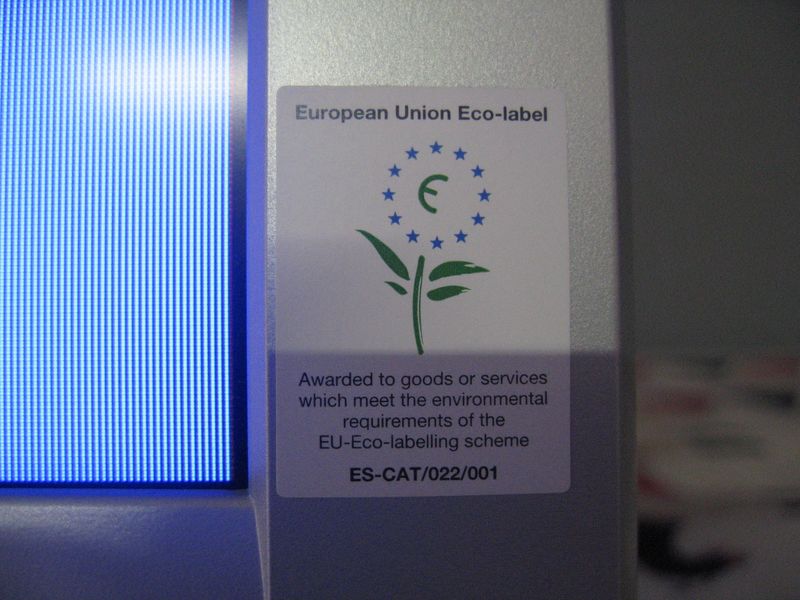 European Union Eco-label
€
Awarded to goods or services
which meet the environmental
requirements of the
EU-Eco-labelling scheme
ES-CAT/022/001